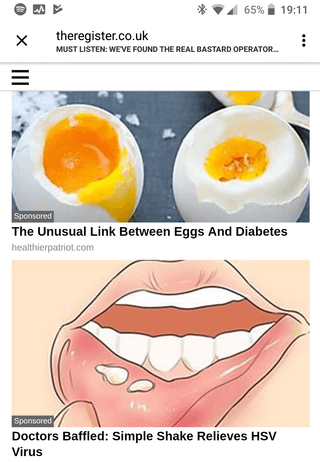 65% 19:11
theregister.co.uk
MUST LISTEN: WE'VE FOUND THE REAL BASTARD OPERATOR...
Sponsored
The Unusual Link Between Eggs And Diabetes
healthierpatriot.com
Sponsored
Doctors Baffled: Simple Shake Relieves HSV
Virus